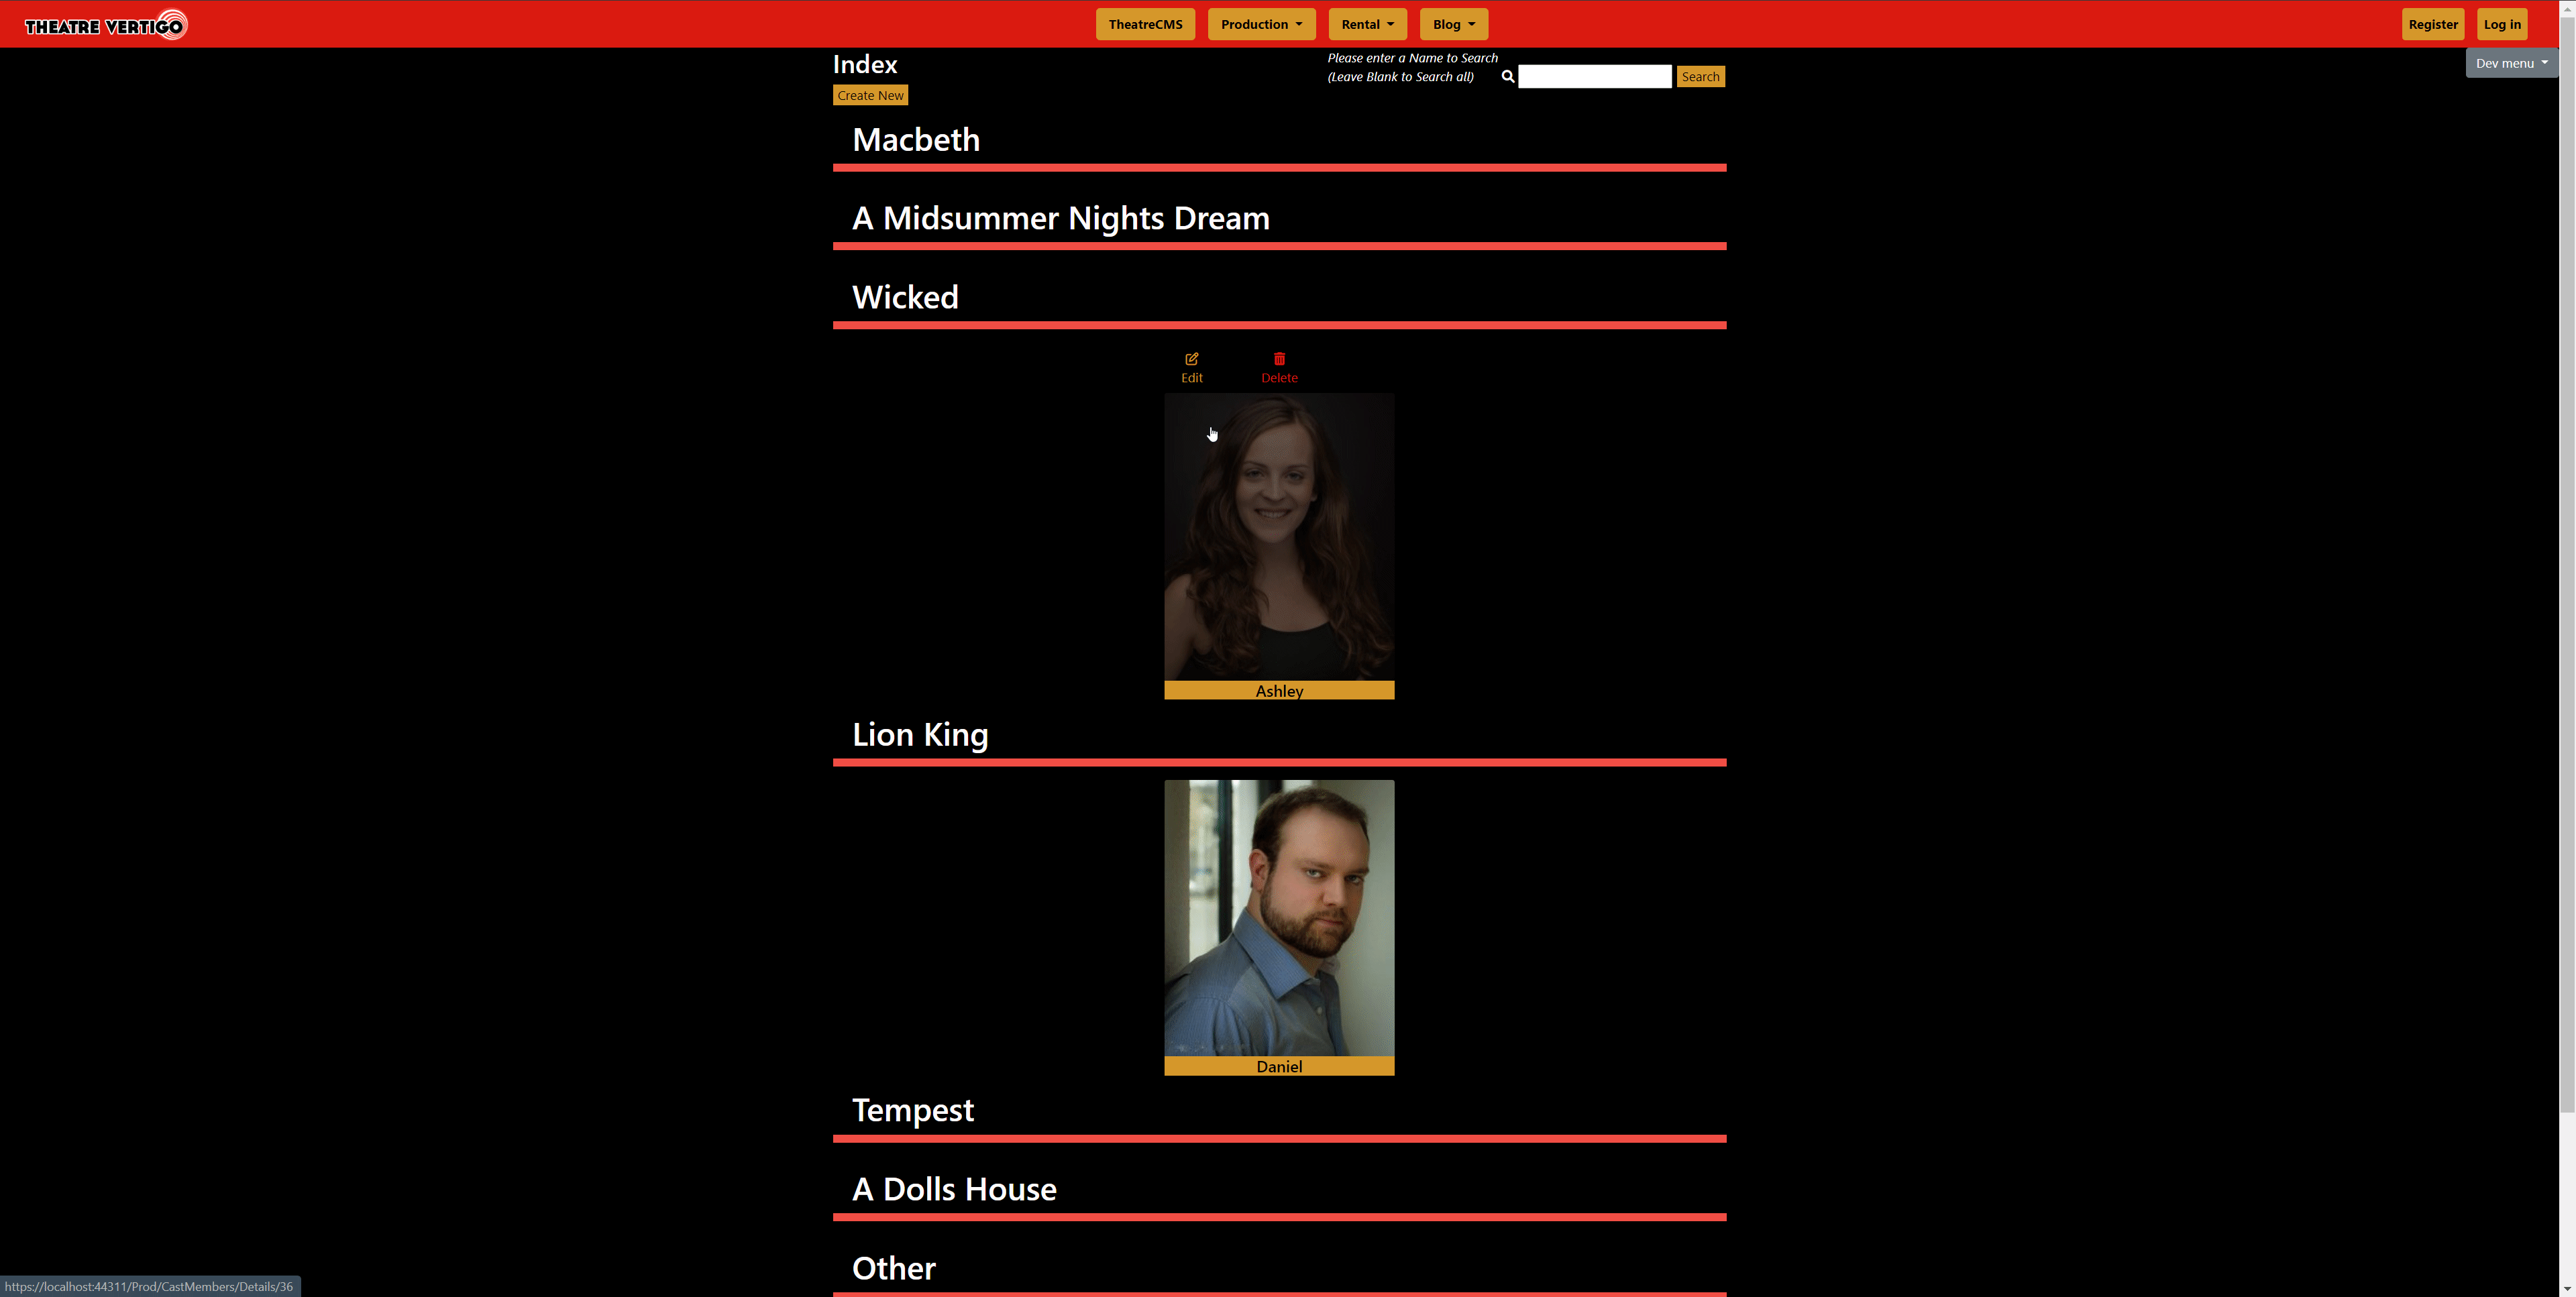 THEATRE VERTIGO
TheatreCMS
Production
Rental
Blog
Register
Log in
Dev menu
Index
Create New
Please enter a Name to Search
(Leave Blank to Search all)
Search
Macbeth
A Midsummer Nights Dream
Wicked
Edit
Delete
Ashley
Lion King
Daniel
Tempest
A Dolls House
Other
https://localhost:44311/Prod/CastMembers/Details/36